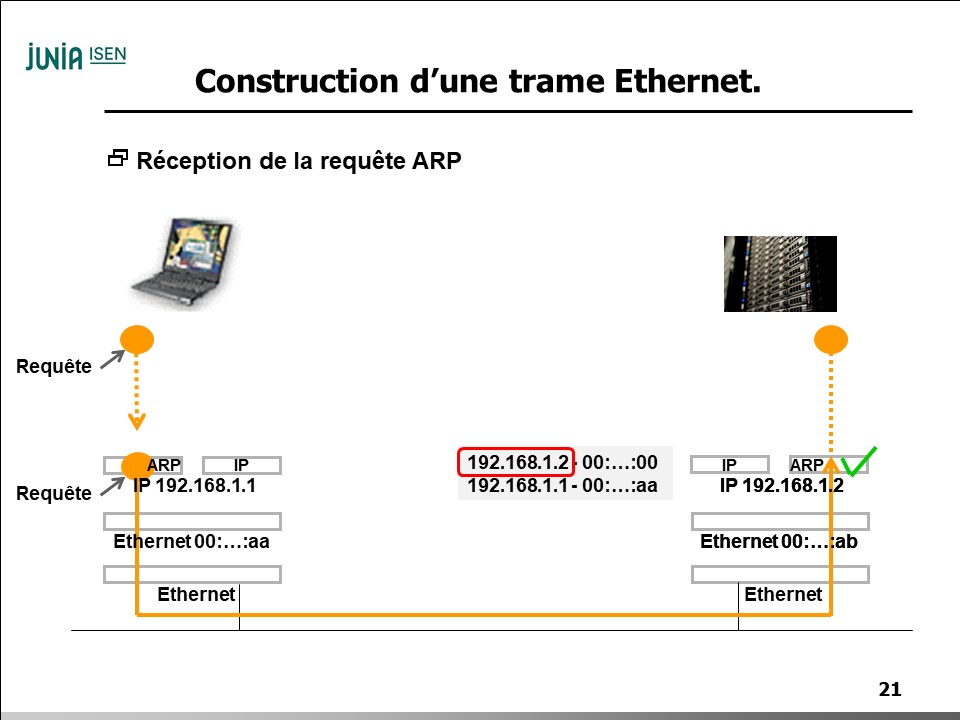 JUNIA ISEN
Construction d’une trame Ethernet.
Réception de la requête ARP
Requête
ARP IP
Requête
IP 192.168.1.1
192.168.1.2 - 00:…:00
192.168.1.1 - 00:…:aa
IP ARP
IP 192.168.1.2
Ethernet 00:…:aa
Ethernet 00:…:ab
Ethernet
Ethernet
21